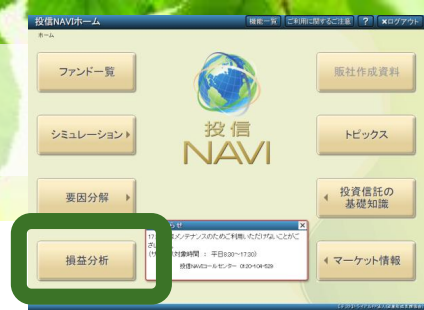 投信NAVIホーム
機能一覧 ご利用に関するご注意 ? ×ログアウト
ホーム
ファンド一覧
販社作成資料
シミュレーション
投信
NAVI
トピックス
要因分解
投資信託の
基礎知識
損益分析
マーケット情報
らせ ×
メンテナンスのためご利用いただけないことがご
対象時間 : 平日8:30~17:30)
投信NAVIコールセンター 0120-104-529